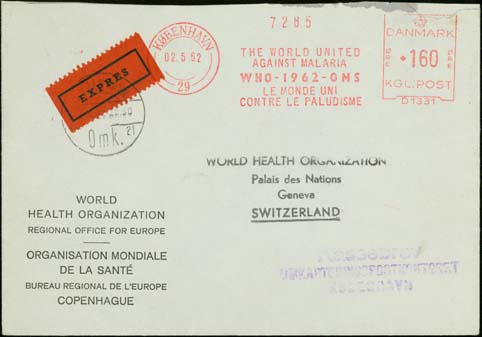 7285
KØBENHAVN
02.5.62
29
THE WORLD UNITED
AGAINST MALARIA
WHO-1962-OMS
LE MONDE UNI
CONTRE LE PALUDISME
DANMARK
160
KGL. POST
D1331
EXPRES
Omk. 21
WORLD HEALTH ORGANIZATION
Palais des Nations
Geneva
SWITZERLAND
WORLD
HEALTH ORGANIZATION
REGIONAL OFFICE FOR EUROPE
ORGANISATION MONDIALE
DE LA SANTÉ
BUREAU REGIONAL DE L'EUROPE
COPENHAGUE
OMKARTERINGSPOSTKONTORET
KØBENHAVN